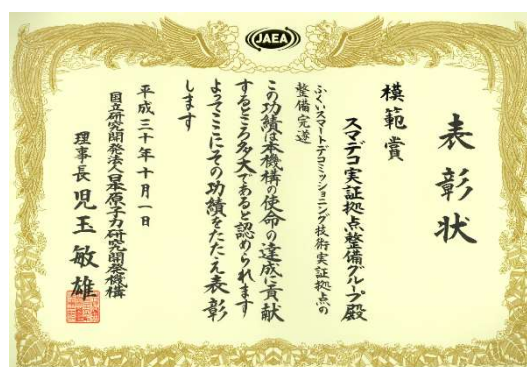 JAEA
表彰状
模範賞
スマデコ実証拠点整備グループ殿
ふくいスマートデコミッショニング技術実証拠点の
整備完遂
この功績は本機構の使命の達成に貢献
するところ多大であると認められます
よってここにその功績をたたえ表彰
します
平成三十年十月一日
国立研究開発法人日本原子力研究開発機構
理事長 児玉敏雄